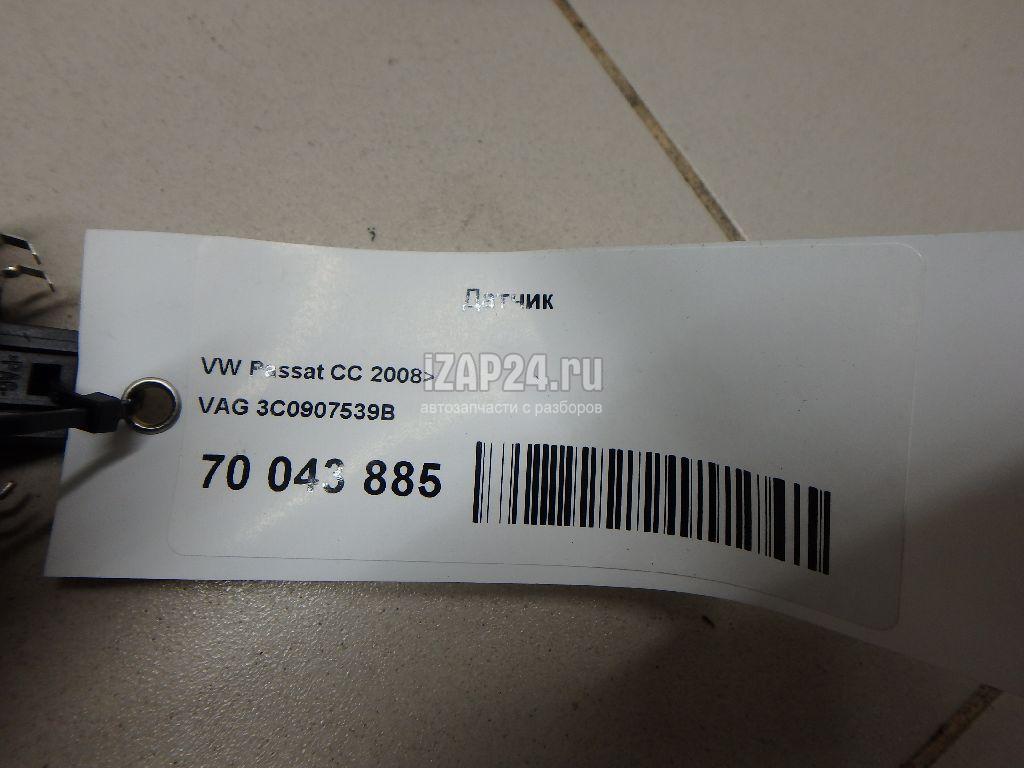 Датчик
VW Passat CC 2008>
iZAP24.ru
VAG 3C0907539B
автозапчасти с разборов
70 043 885